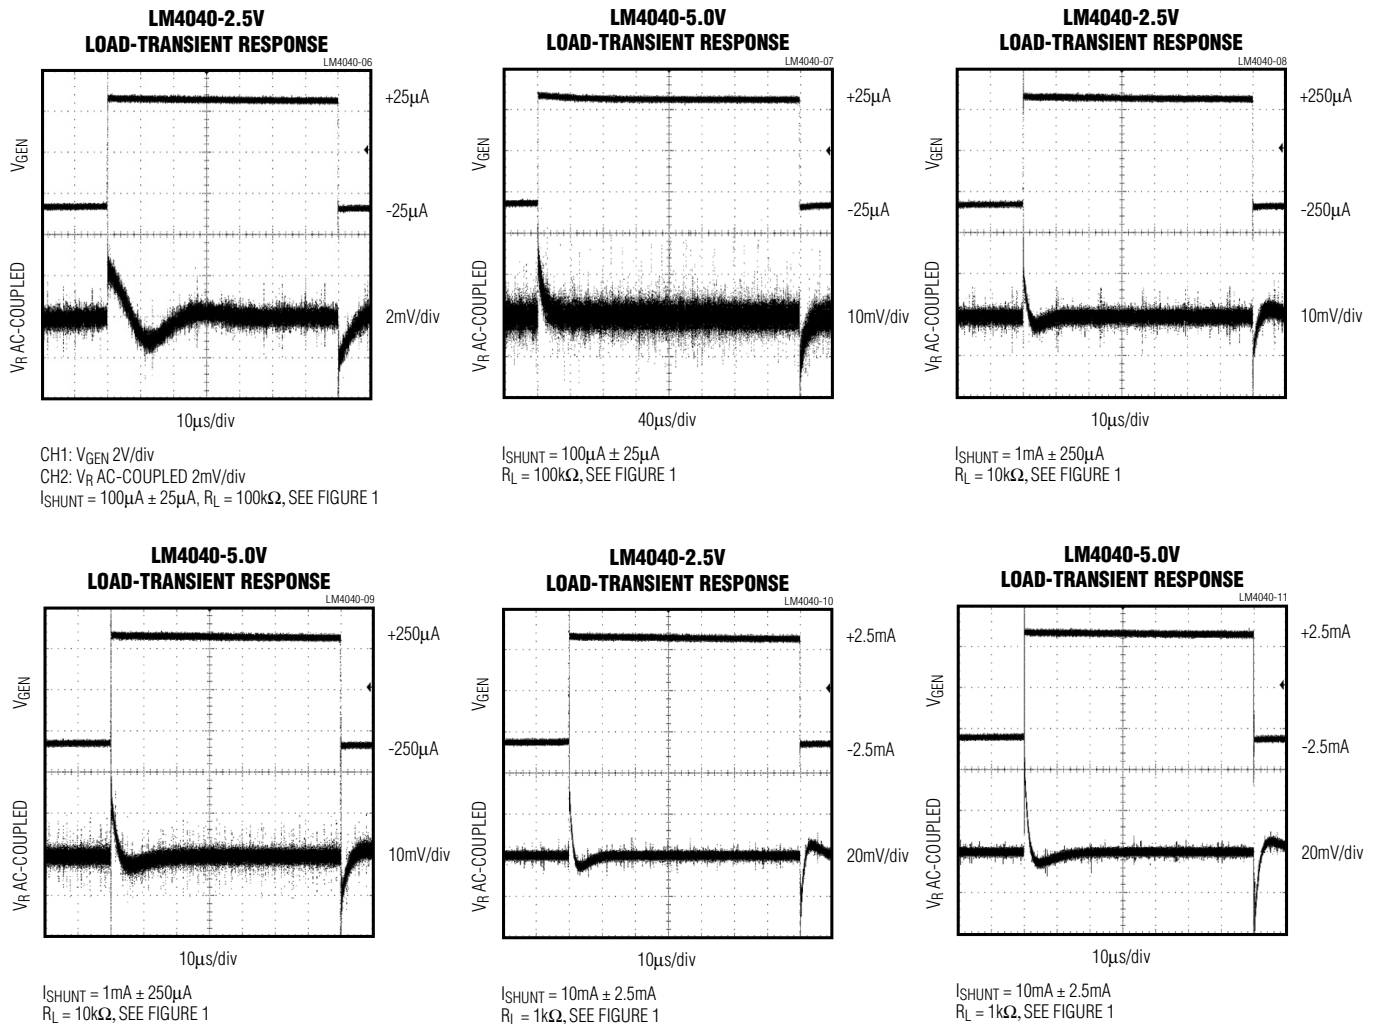 LM4040-2.5V
LOAD-TRANSIENT RESPONSE
LM4040-06
VGEN
+25µA
-25µA
VR AC-COUPLED
2mV/div
10µs/div
CH1: VGEN 2V/div
CH2: VR AC-COUPLED 2mV/div
ISHUNT = 100µA ± 25µA, RL = 100kΩ, SEE FIGURE 1
LM4040-5.0V
LOAD-TRANSIENT RESPONSE
LM4040-07
VGEN
+25µA
-25µA
VR AC-COUPLED
10mV/div
40µs/div
ISHUNT = 100µA ± 25µA
RL = 100kΩ, SEE FIGURE 1
LM4040-2.5V
LOAD-TRANSIENT RESPONSE
LM4040-08
VGEN
+250µA
-250µA
VR AC-COUPLED
10mV/div
10µs/div
ISHUNT = 1mA ± 250µA
RL = 10kΩ, SEE FIGURE 1
LM4040-5.0V
LOAD-TRANSIENT RESPONSE
LM4040-09
VGEN
+250µA
-250µA
VR AC-COUPLED
10mV/div
10µs/div
ISHUNT = 1mA ± 250µA
RL = 10kΩ, SEE FIGURE 1
LM4040-2.5V
LOAD-TRANSIENT RESPONSE
LM4040-10
VGEN
+2.5mA
-2.5mA
VR AC-COUPLED
20mV/div
10µs/div
ISHUNT = 10mA ± 2.5mA
RL = 1kΩ, SEE FIGURE 1
LM4040-5.0V
LOAD-TRANSIENT RESPONSE
LM4040-11
VGEN
+2.5mA
-2.5mA
VR AC-COUPLED
20mV/div
10µs/div
ISHUNT = 10mA ± 2.5mA
RL = 1kΩ, SEE FIGURE 1